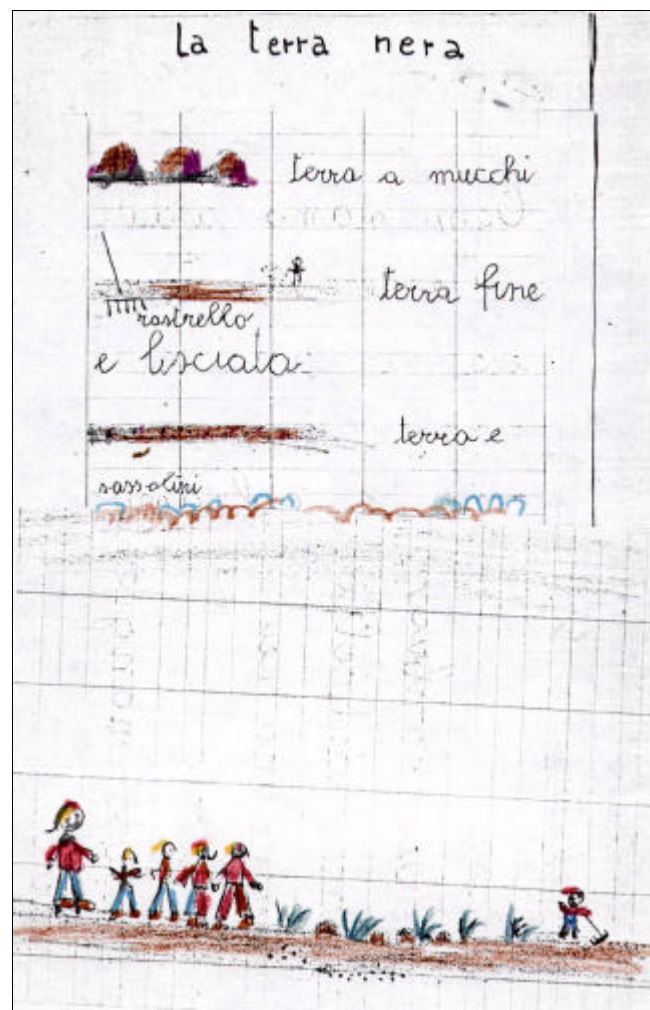 La terra nera
terra a mucchi
terra fine
rastrello
e lisciata
terra e
sassolini